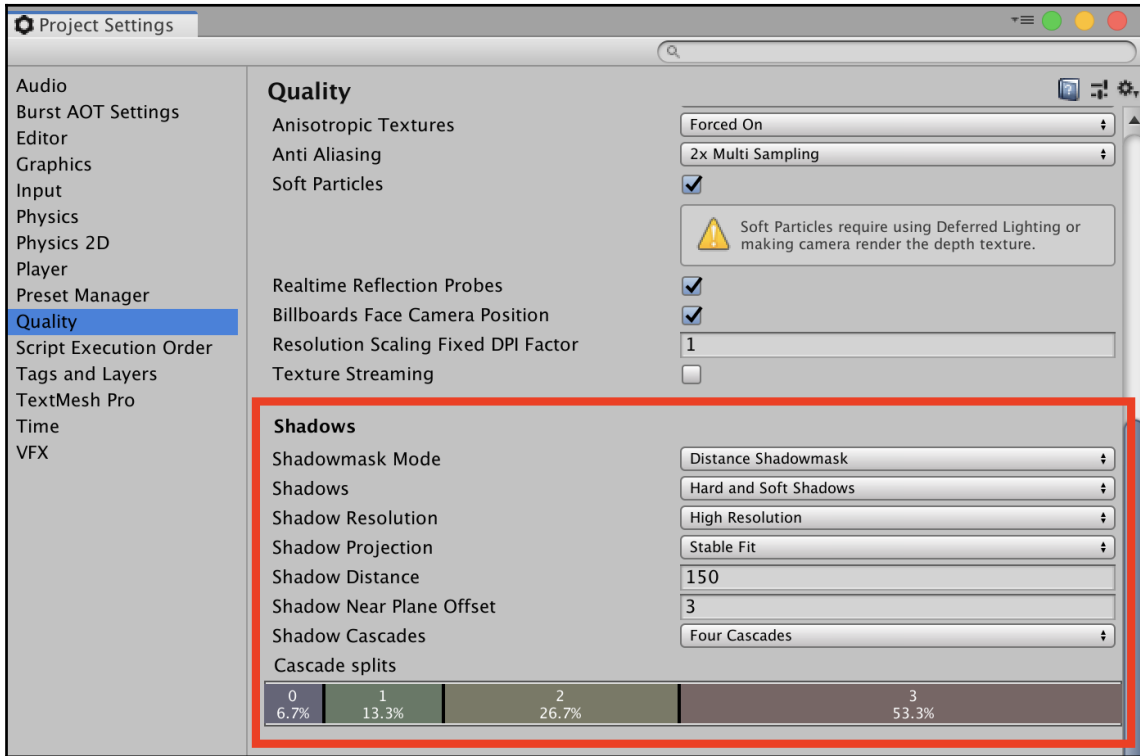 Project Settings
Audio
Burst AOT Settings
Editor
Graphics
Input
Physics
Physics 2D
Player
Preset Manager
Quality
Script Execution Order
Tags and Layers
TextMesh Pro
Time
VFX
Quality
Anisotropic Textures Forced On
Anti Aliasing 2x Multi Sampling
Soft Particles
Soft Particles require using Deferred Lighting or
making camera render the depth texture.
Realtime Reflection Probes
Billboards Face Camera Position
Resolution Scaling Fixed DPI Factor 1
Texture Streaming
Shadows
Shadowmask Mode Distance Shadowmask
Shadows Hard and Soft Shadows
Shadow Resolution High Resolution
Shadow Projection Stable Fit
Shadow Distance 150
Shadow Near Plane Offset 3
Shadow Cascades Four Cascades
Cascade splits
0 1 2 3
6.7% 13.3% 26.7% 53.3%